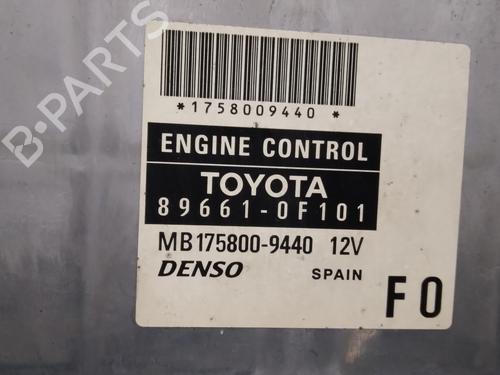 B-PARTS
*1758009440*
ENGINE CONTROL
TOYOTA
89661-0F101
MB175800-9440 12V
DENSO SPAIN
F0